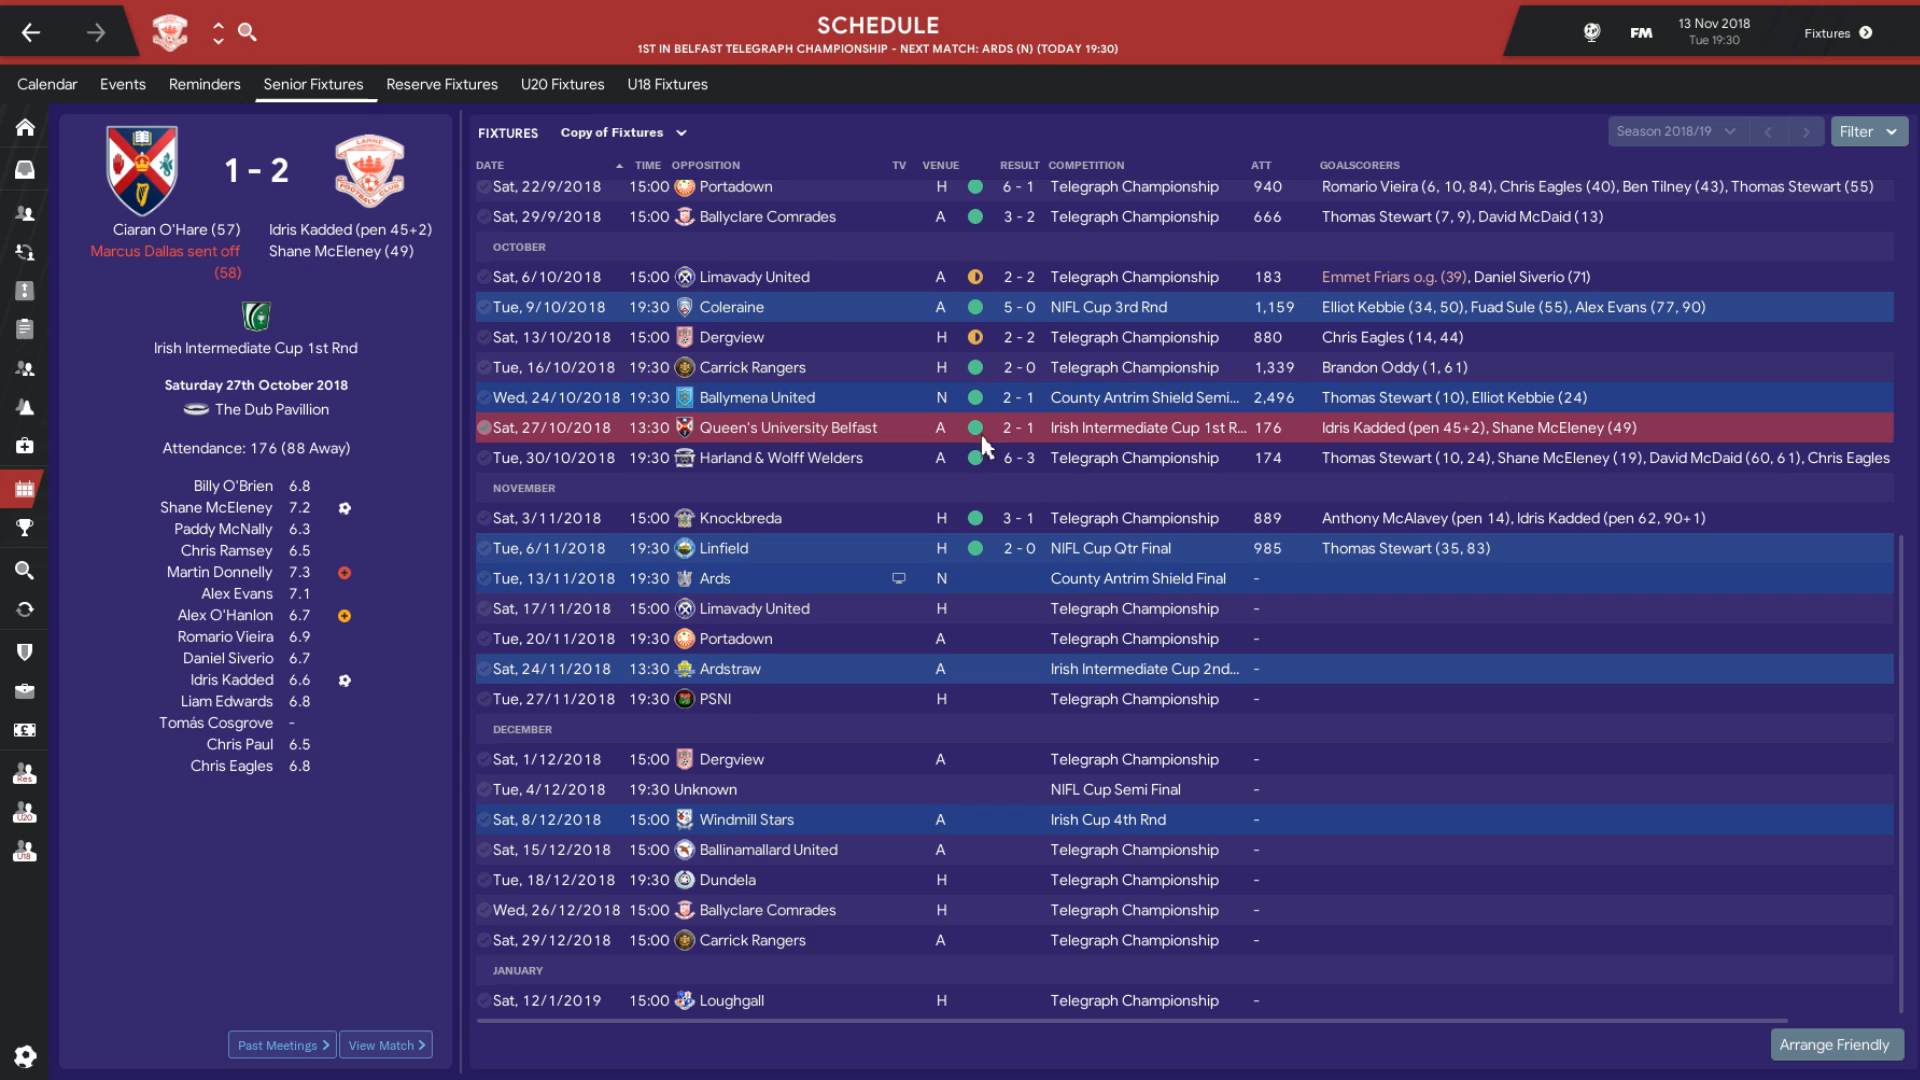 SCHEDULE
1ST IN BELFAST TELEGRAPH CHAMPIONSHIP - NEXT MATCH: ARDS (N) (TODAY 19:30)
FM
13 Nov 2018
Tue 19:30
Fixtures
Calendar Events Reminders Senior Fixtures Reserve Fixtures U20 Fixtures U18 Fixtures
1 - 2
Ciaran O'Hare (57) Idris Kadded (pen 45+2)
Marcus Dallas sent off Shane McEleney (49)
(58)
Irish Intermediate Cup 1st Rnd
Saturday 27th October 2018
The Dub Pavillion
Attendance: 176 (88 Away)
Billy O'Brien 6.8
Shane McEleney 7.2
Paddy McNally 6.3
Chris Ramsey 6.5
Martin Donnelly 7.3
Alex Evans 7.1
Alex O'Hanlon 6.7
Romario Vieira 6.9
Daniel Siverio 6.7
Idris Kadded 6.6
Liam Edwards 6.8
Tomás Cosgrove -
Chris Paul 6.5
Chris Eagles 6.8
Past Meetings View Match
Res
U20
U18
FIXTURES Copy of Fixtures Season 2018/19 Filter
DATE TIME OPPOSITION TV VENUE RESULT COMPETITION ATT GOALSCORERS
Sat, 22/9/2018 15:00 Portadown H 6 - 1 Telegraph Championship 940 Romario Vieira (6, 10, 84), Chris Eagles (40), Ben Tilney (43), Thomas Stewart (55)
Sat, 29/9/2018 15:00 Ballyclare Comrades A 3 - 2 Telegraph Championship 666 Thomas Stewart (7, 9), David McDaid (13)
OCTOBER
Sat, 6/10/2018 15:00 Limavady United A 2 - 2 Telegraph Championship 183 Emmet Friars o.g. (39), Daniel Siverio (71)
Tue, 9/10/2018 19:30 Coleraine A 5 - 0 NIFL Cup 3rd Rnd 1,159 Elliot Kebbie (34, 50), Fuad Sule (55), Alex Evans (77, 90)
Sat, 13/10/2018 15:00 Dergview H 2 - 2 Telegraph Championship 880 Chris Eagles (14, 44)
Tue, 16/10/2018 19:30 Carrick Rangers H 2 - 0 Telegraph Championship 1,339 Brandon Oddy (1, 61)
Wed, 24/10/2018 19:30 Ballymena United N 2 - 1 County Antrim Shield Semi... 2,496 Thomas Stewart (10), Elliot Kebbie (24)
Sat, 27/10/2018 13:30 Queen's University Belfast A 2 - 1 Irish Intermediate Cup 1st R... 176 Idris Kadded (pen 45+2), Shane McEleney (49)
Tue, 30/10/2018 19:30 Harland & Wolff Welders A 6 - 3 Telegraph Championship 174 Thomas Stewart (10, 24), Shane McEleney (19), David McDaid (60, 61), Chris Eagles
NOVEMBER
Sat, 3/11/2018 15:00 Knockbreda H 3 - 1 Telegraph Championship 889 Anthony McAlavey (pen 14), Idris Kadded (pen 62, 90+1)
Tue, 6/11/2018 19:30 Linfield H 2 - 0 NIFL Cup Qtr Final 985 Thomas Stewart (35, 83)
Tue, 13/11/2018 19:30 Ards N County Antrim Shield Final -
Sat, 17/11/2018 15:00 Limavady United H Telegraph Championship -
Tue, 20/11/2018 19:30 Portadown A Telegraph Championship -
Sat, 24/11/2018 13:30 Ardstraw A Irish Intermediate Cup 2nd... -
Tue, 27/11/2018 19:30 PSNI H Telegraph Championship -
DECEMBER
Sat, 1/12/2018 15:00 Dergview A Telegraph Championship -
Tue, 4/12/2018 19:30 Unknown NIFL Cup Semi Final -
Sat, 8/12/2018 15:00 Windmill Stars A Irish Cup 4th Rnd -
Sat, 15/12/2018 15:00 Ballinamallard United A Telegraph Championship -
Tue, 18/12/2018 19:30 Dundela H Telegraph Championship -
Wed, 26/12/2018 15:00 Ballyclare Comrades H Telegraph Championship -
Sat, 29/12/2018 15:00 Carrick Rangers A Telegraph Championship -
JANUARY
Sat, 12/1/2019 15:00 Loughgall H Telegraph Championship -
Arrange Friendly